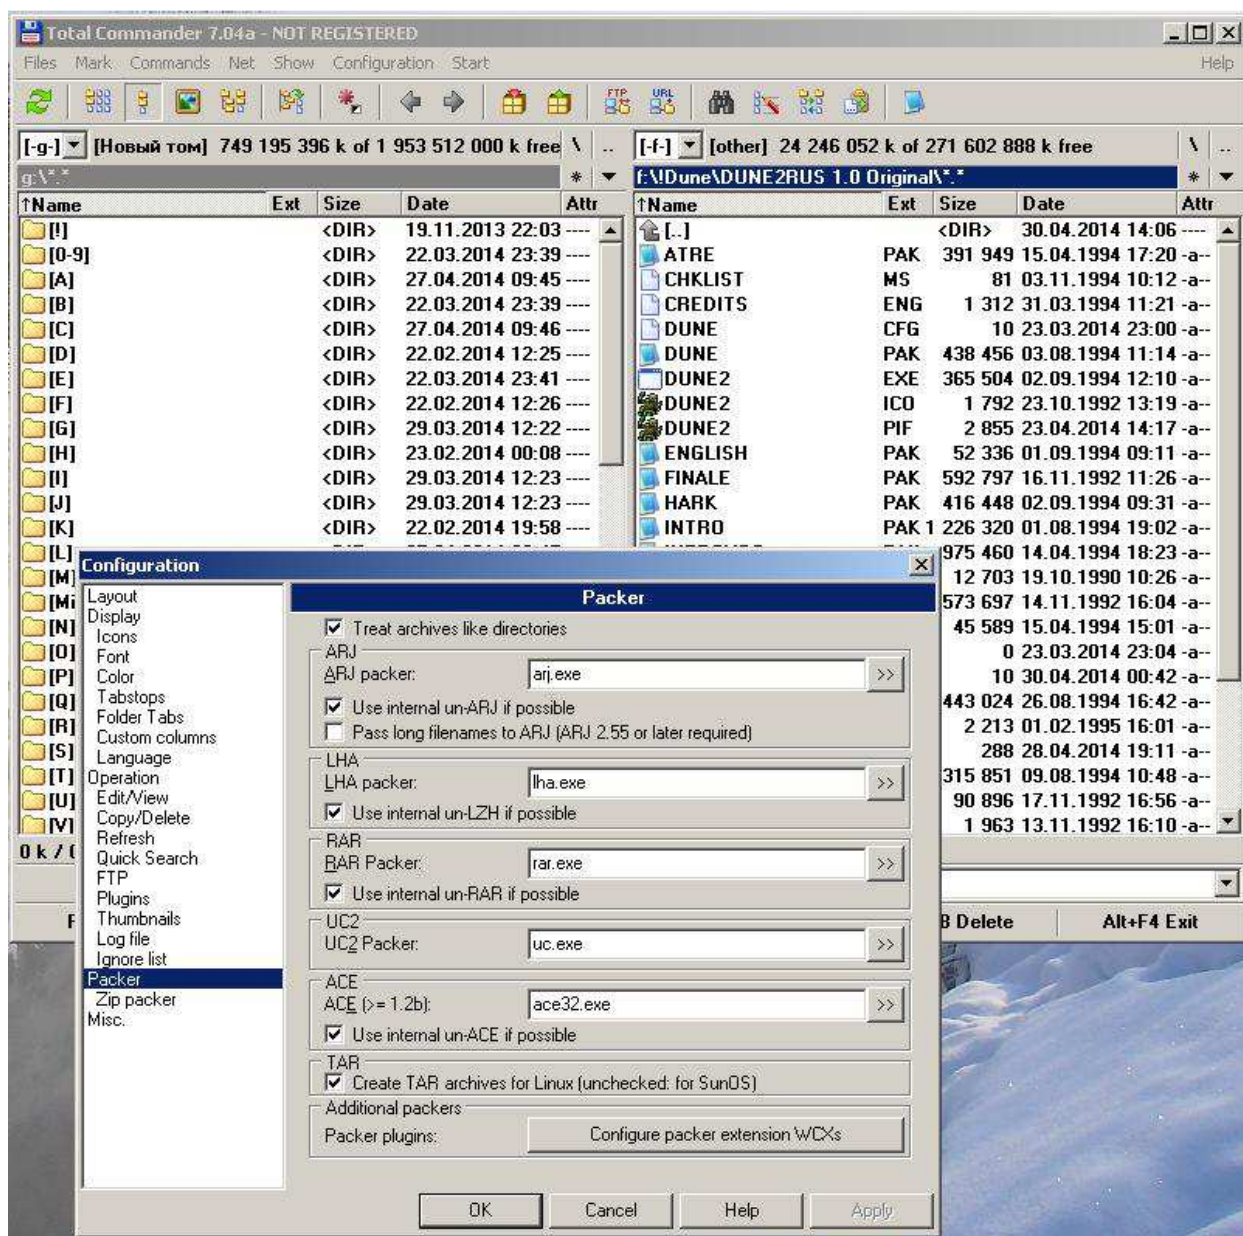 Total Commander 7.04a - NOT REGISTERED
Files Mark Commands Net Show Configuration Start Help
FTP URL
[-g-] [Новый том] 749 195 396 k of 1 953 512 000 k free \ ..
[-f-] [other] 24 246 052 k of 271 602 888 k free \ ..
g:\*.* *
f:\!Dune\DUNE2RUS 1.0 Original\*.* *
↑Name Ext Size Date Attr
[!] <DIR> 19.11.2013 22:03 ----
[0-9] <DIR> 22.03.2014 23:39 ----
[A] <DIR> 27.04.2014 09:45 ----
[B] <DIR> 22.03.2014 23:39 ----
[C] <DIR> 27.04.2014 09:46 ----
[D] <DIR> 22.02.2014 12:25 ----
[E] <DIR> 22.03.2014 23:41 ----
[F] <DIR> 22.02.2014 12:26 ----
[G] <DIR> 29.03.2014 12:22 ----
[H] <DIR> 23.02.2014 00:08 ----
[I] <DIR> 29.03.2014 12:23 ----
[J] <DIR> 29.03.2014 12:23 ----
[K] <DIR> 22.02.2014 19:58 ----
[L]
[M]
[Mi
[N]
[O]
[P]
[Q]
[R]
[S]
[T]
[U]
[V]
0 k / 
↑Name Ext Size Date Attr
[..] <DIR> 30.04.2014 14:06 ----
ATRE PAK 391 949 15.04.1994 17:20 -a--
CHKLIST MS 81 03.11.1994 10:12 -a--
CREDITS ENG 1 312 31.03.1994 11:21 -a--
DUNE CFG 10 23.03.2014 23:00 -a--
DUNE PAK 438 456 03.08.1994 11:14 -a--
DUNE2 EXE 365 504 02.09.1994 12:10 -a--
DUNE2 ICO 1 792 23.10.1992 13:19 -a--
DUNE2 PIF 2 855 23.04.2014 14:17 -a--
ENGLISH PAK 52 336 01.09.1994 09:11 -a--
FINALE PAK 592 797 16.11.1992 11:26 -a--
HARK PAK 416 448 02.09.1994 09:31 -a--
INTRO PAK 1 226 320 01.08.1994 19:02 -a--
975 460 14.04.1994 18:23 -a--
12 703 19.10.1990 10:26 -a--
573 697 14.11.1992 16:04 -a--
45 589 15.04.1994 15:01 -a--
0 23.03.2014 23:04 -a--
10 30.04.2014 00:42 -a--
443 024 26.08.1994 16:42 -a--
2 213 01.02.1995 16:01 -a--
288 28.04.2014 19:11 -a--
315 851 09.08.1994 10:48 -a--
90 896 17.11.1992 16:56 -a--
1 963 13.11.1992 16:10 -a--
F
8 Delete Alt+F4 Exit
Configuration
Layout
Display
Icons
Font
Color
Tabstops
Folder Tabs
Custom columns
Language
Operation
Edit/View
Copy/Delete
Refresh
Quick Search
FTP
Plugins
Thumbnails
Log file
Ignore list
Packer
Zip packer
Misc.
Packer
Treat archives like directories
ARJ
ARJ packer: arj.exe >>
Use internal un-ARJ if possible
Pass long filenames to ARJ (ARJ 2.55 or later required)
LHA
LHA packer: lha.exe >>
Use internal un-LZH if possible
RAR
RAR Packer: rar.exe >>
Use internal un-RAR if possible
UC2
UC2 Packer: uc.exe >>
ACE
ACE (>= 1.2b): ace32.exe >>
Use internal un-ACE if possible
TAR
Create TAR archives for Linux (unchecked: for SunOS)
Additional packers
Packer plugins: Configure packer extension WCXs
OK Cancel Help Apply